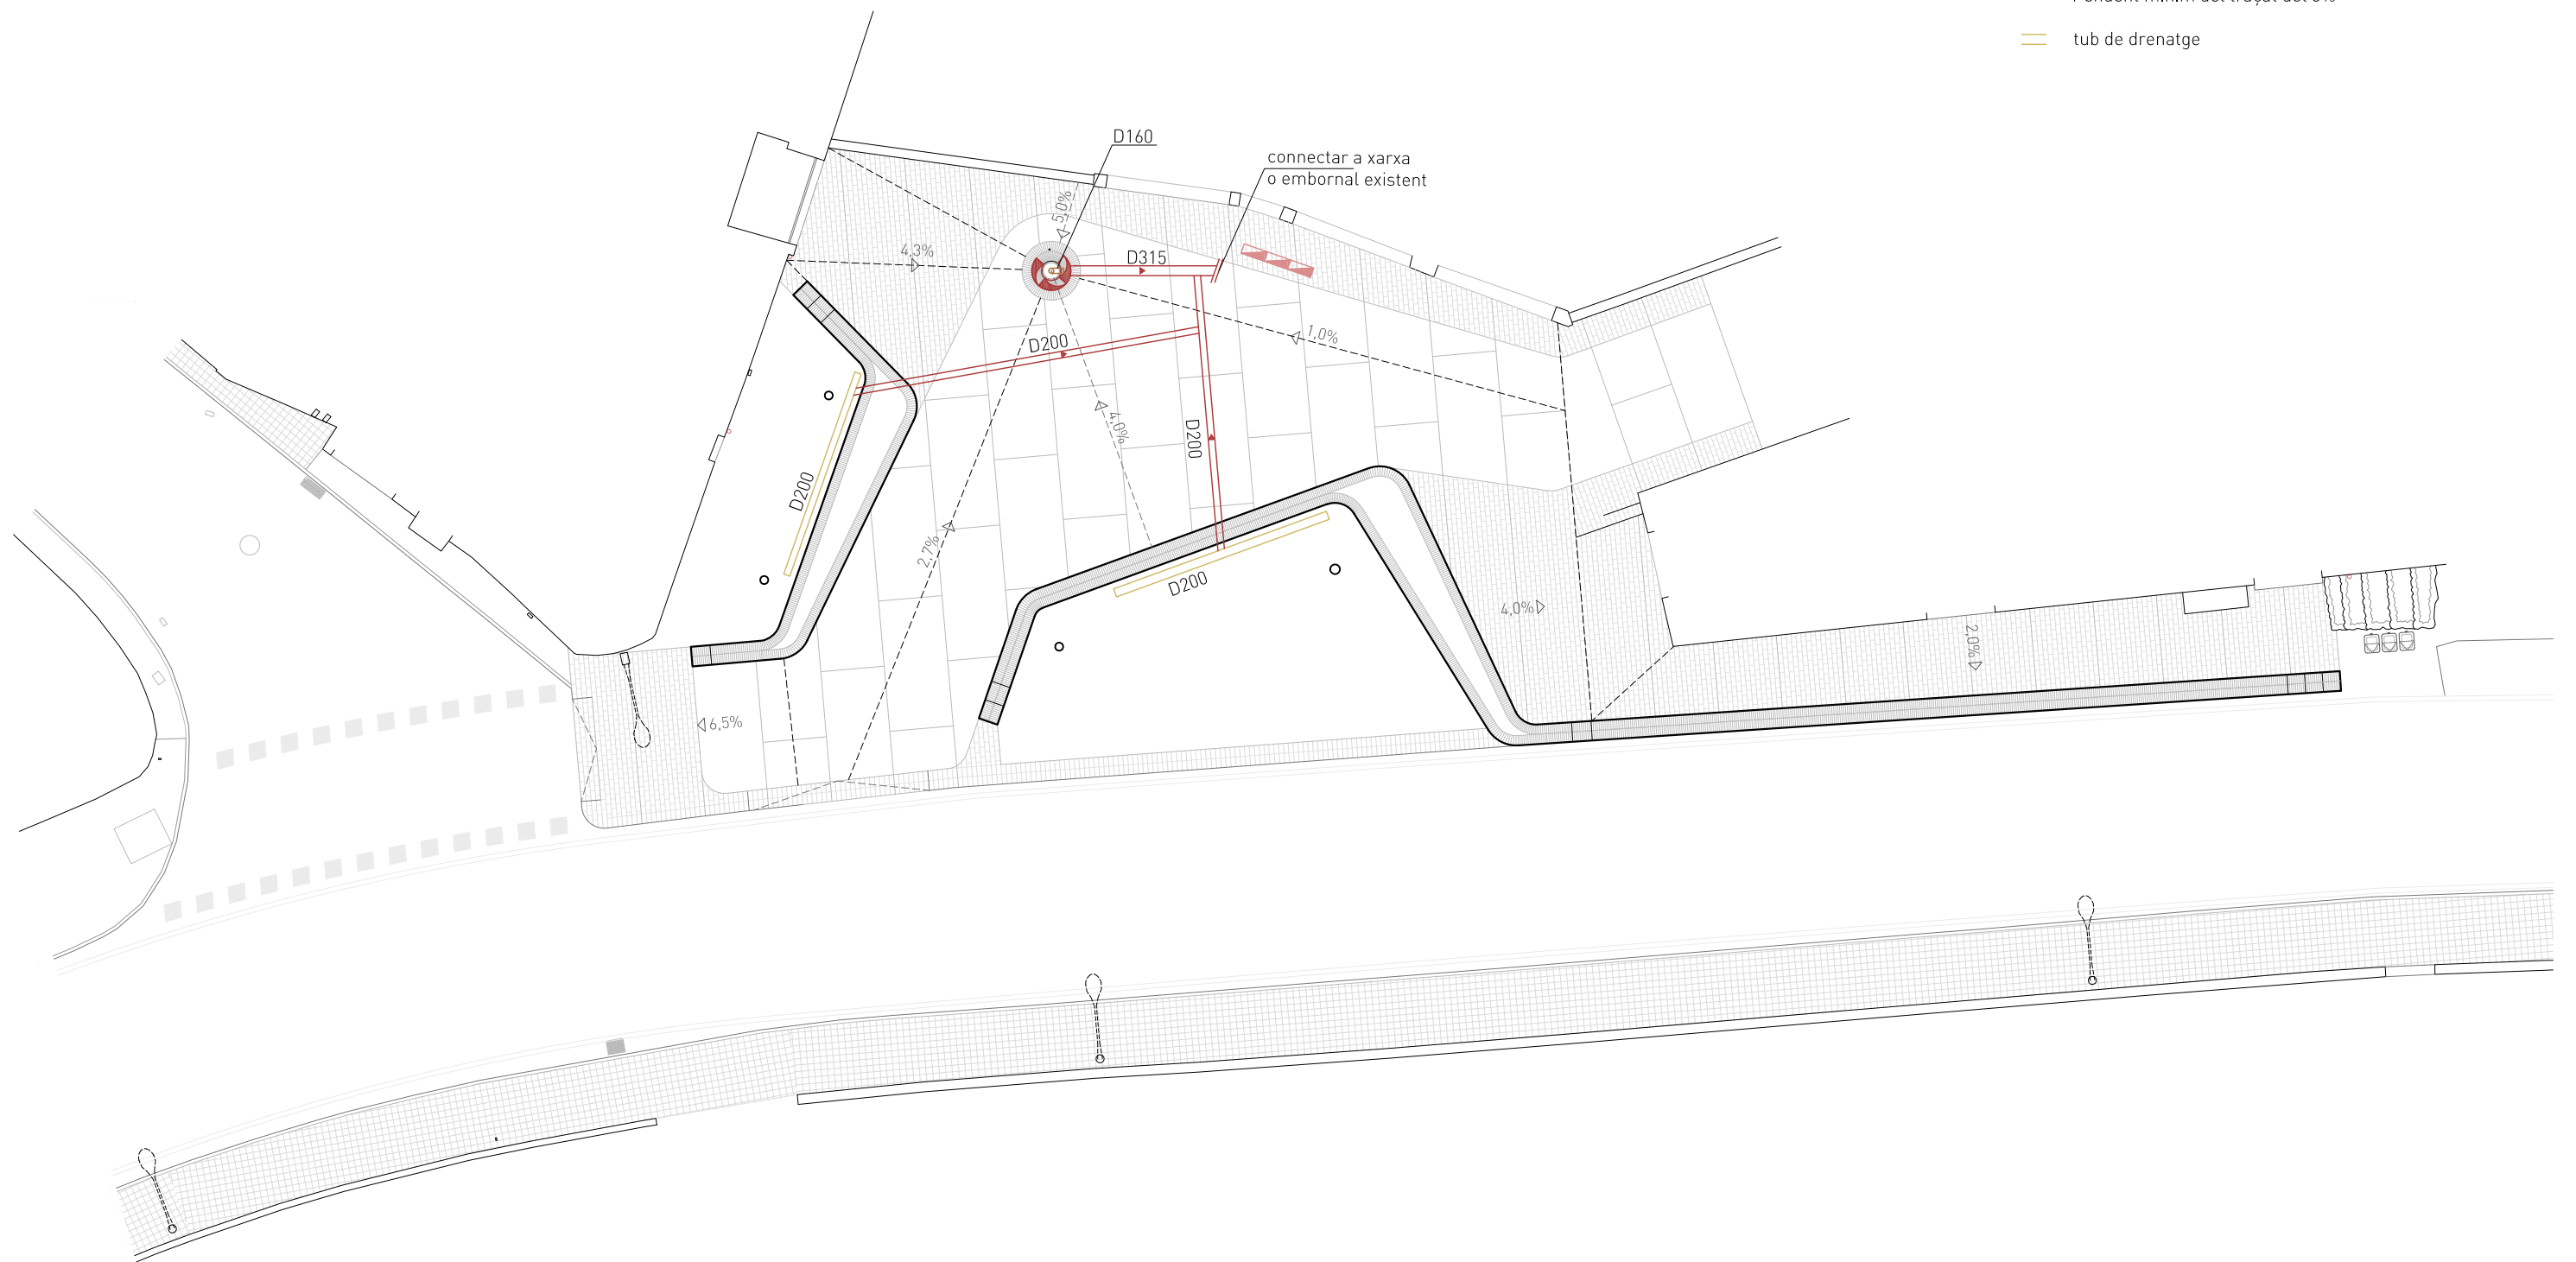 tub de drenatge
D160
connectar a xarxa
o embornal existent
5,0%
4,3%
D315
1,0%
D200
4,0%
D200
D200
2,7%
D200
4,0%
2,0%
6,5%